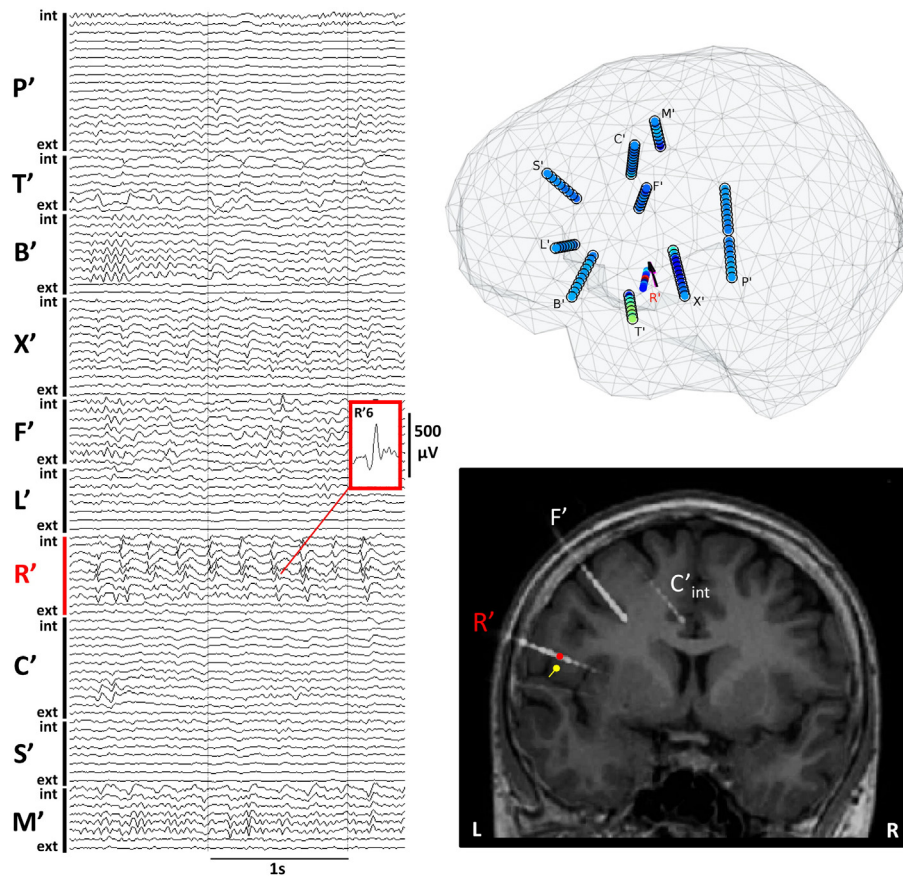 int
P’
ext
int
T’
ext
int
B’
ext
int
X’
ext
int
F’
ext
R’6
500
µV
int
L’
ext
int
R’
ext
int
C’
ext
int
S’
ext
int
M’
ext
1s
M'
C'
S'
F'
L'
B'
R'
X'
P'
T'
F’
C’int
R’
L
R